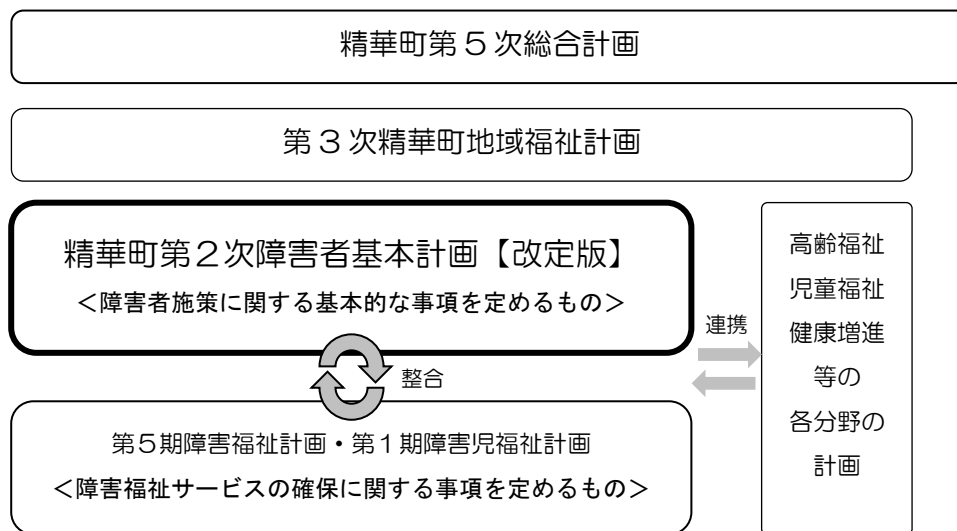 精華町第５次総合計画
第３次精華町地域福祉計画
精華町第２次障害者基本計画【改定版】
＜障害者施策に関する基本的な事項を定めるもの＞
整合
第５期障害福祉計画・第１期障害児福祉計画
＜障害福祉サービスの確保に関する事項を定めるもの＞
連携
高齢福祉
児童福祉
健康増進
等の
各分野の
計画